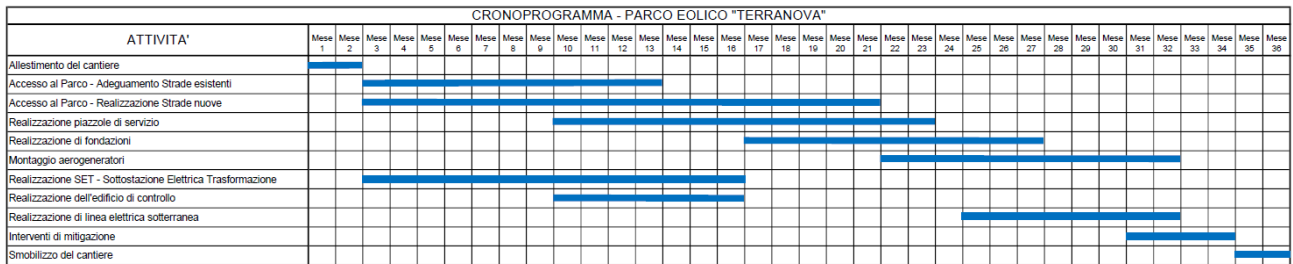 CRONOPROGRAMMA - PARCO EOLICO "TERRANOVA"
ATTIVITA' Mese 1 Mese 2 Mese 3 Mese 4 Mese 5 Mese 6 Mese 7 Mese 8 Mese 9 Mese 10 Mese 11 Mese 12 Mese 13 Mese 14 Mese 15 Mese 16 Mese 17 Mese 18 Mese 19 Mese 20 Mese 21 Mese 22 Mese 23 Mese 24 Mese 25 Mese 26 Mese 27 Mese 28 Mese 29 Mese 30 Mese 31 Mese 32 Mese 33 Mese 34 Mese 35 Mese 36
Allestimento del cantiere
Accesso al Parco - Adeguamento Strade esistenti
Accesso al Parco - Realizzazione Strade nuove
Realizzazione piazzole di servizio
Realizzazione di fondazioni
Montaggio aerogeneratori
Realizzazione SET - Sottostazione Elettrica Trasformazione
Realizzazione dell'edificio di controllo
Realizzazione di linea elettrica sotterranea
Interventi di mitigazione
Smobilizzo del cantiere